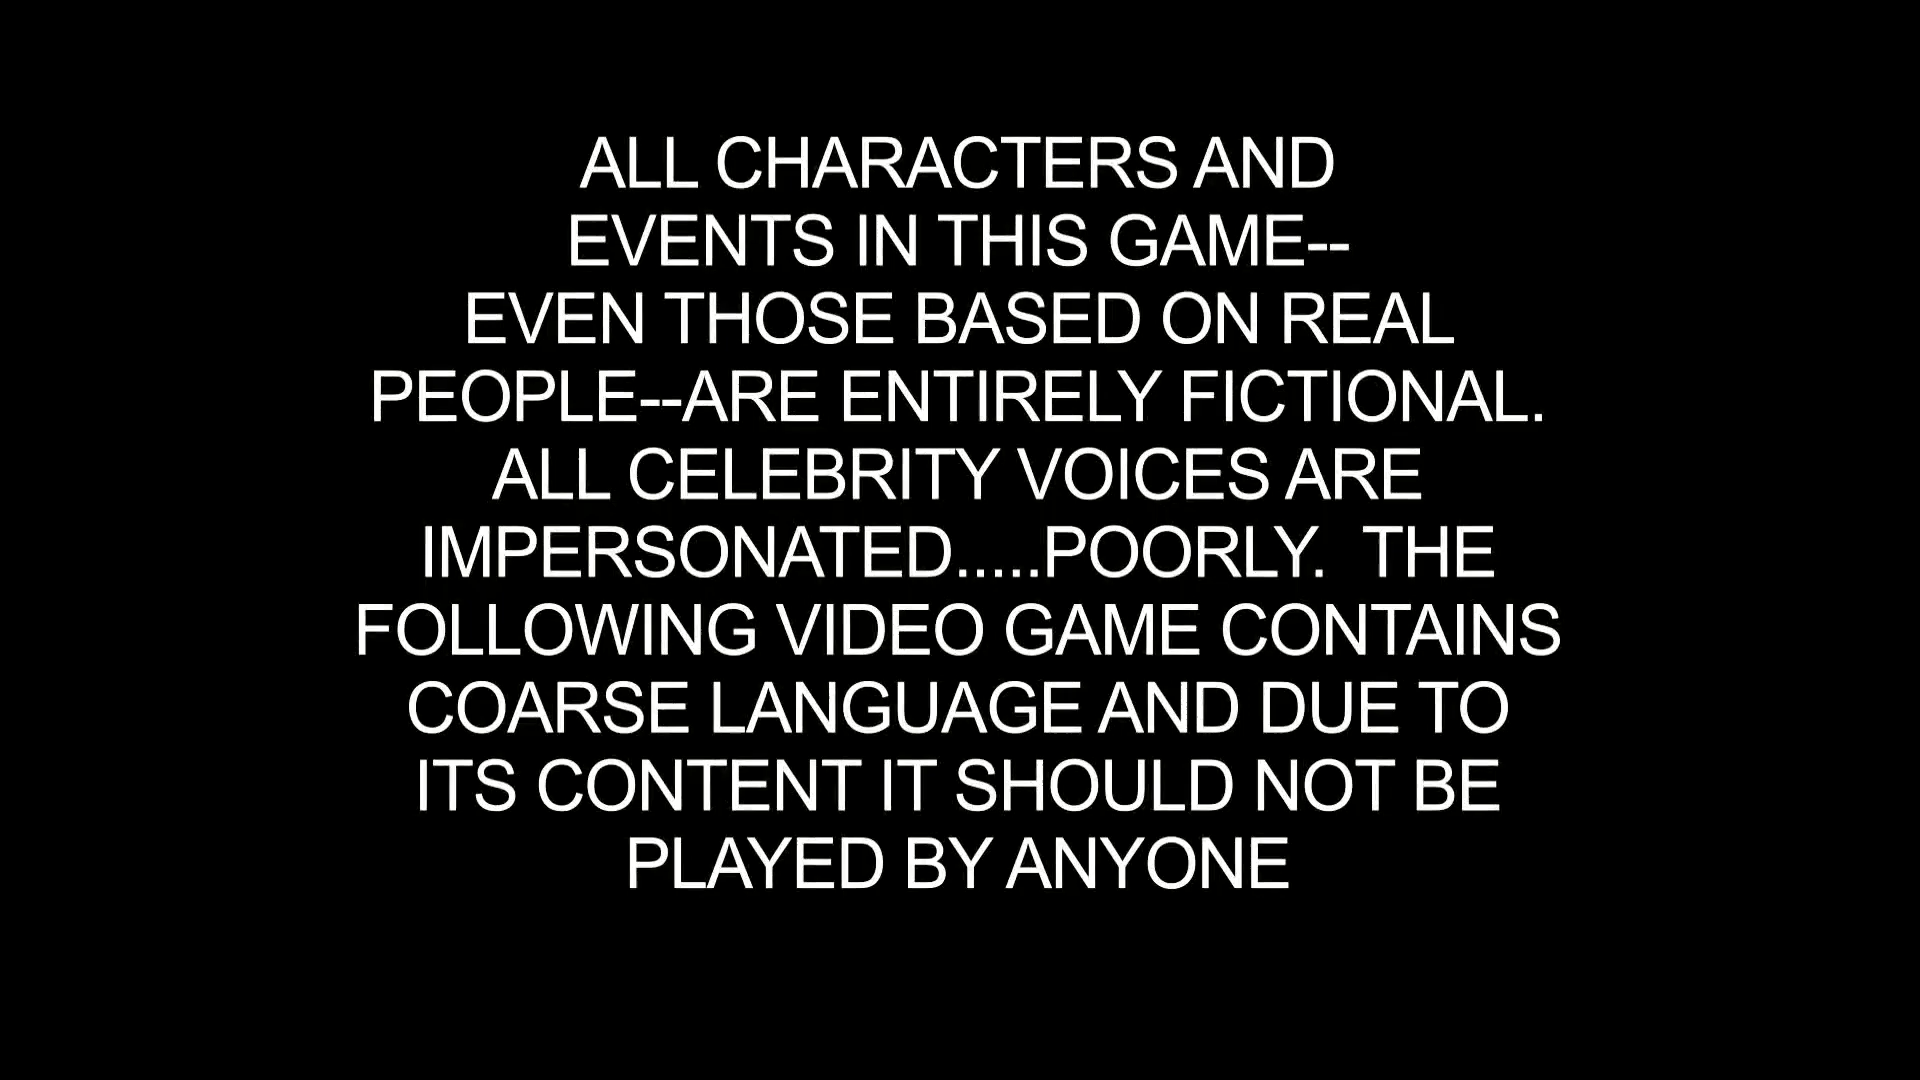 ALL CHARACTERS AND
EVENTS IN THIS GAME--
EVEN THOSE BASED ON REAL
PEOPLE--ARE ENTIRELY FICTIONAL.
ALL CELEBRITY VOICES ARE
IMPERSONATED.....POORLY.  THE
FOLLOWING VIDEO GAME CONTAINS
COARSE LANGUAGE AND DUE TO
ITS CONTENT IT SHOULD NOT BE
PLAYED BY ANYONE